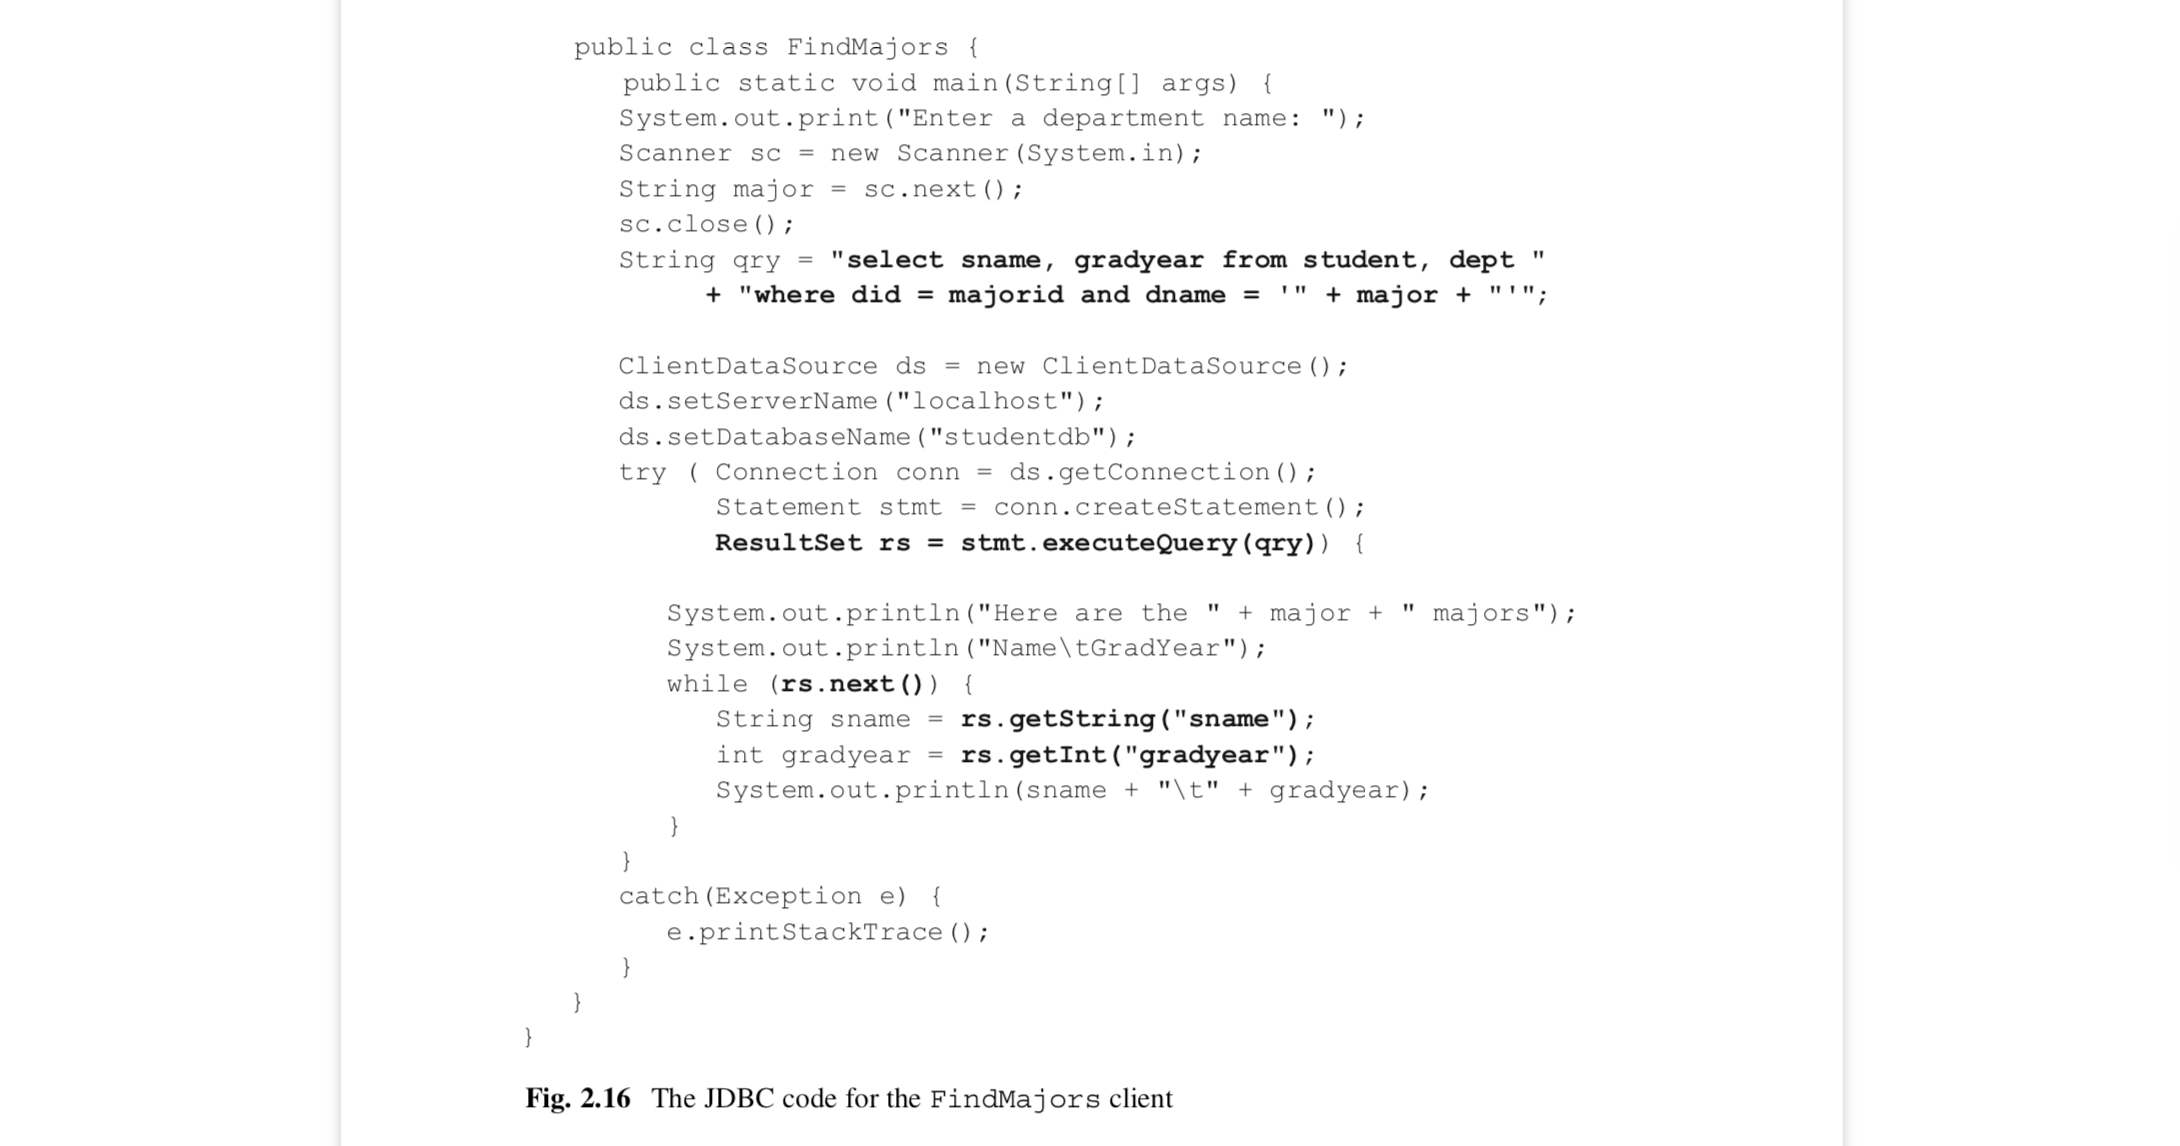 public class FindMajors {
public static void main(String[] args) {
System.out.print("Enter a department name: ");
Scanner sc = new Scanner(System.in);
String major = sc.next();
sc.close();
String qry = "select sname, gradyear from student, dept "
+ "where did = majorid and dname = '" + major + "'";
ClientDataSource ds = new ClientDataSource();
ds.setServerName("localhost");
ds.setDatabaseName("studentdb");
try ( Connection conn = ds.getConnection();
Statement stmt = conn.createStatement();
ResultSet rs = stmt.executeQuery(qry)) {
System.out.println("Here are the " + major + " majors");
System.out.println("Name\tGradYear");
while (rs.next()) {
String sname = rs.getString("sname");
int gradyear = rs.getInt("gradyear");
System.out.println(sname + "\t" + gradyear);
}
}
catch(Exception e) {
e.printStackTrace();
}
}
}
Fig. 2.16 The JDBC code for the FindMajors client